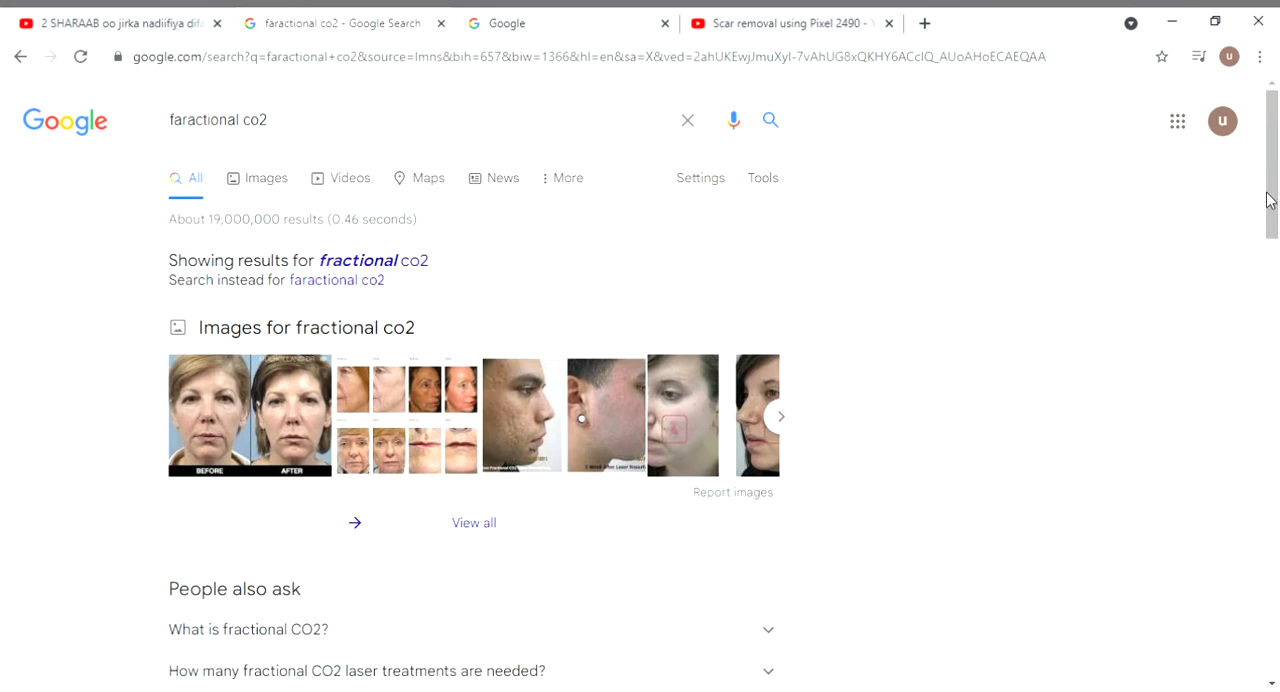 2 SHARAAB oo jirka nadiifiya difa
faractional co2 - Google Search
Google
Scar removal using Pixel 2490 -
google.com/search?q=faractional+co2&source=lmns&bih=657&biw=1366&hl=en&sa=X&ved=2ahUKEwjJmuXyl-7vAhUG8xQKHY6ACcIQ_AUoAHoECAEQAA
u
Google
faractional co2
u
All
Images
Videos
Maps
News
More
Settings
Tools
About 19,000,000 results (0.46 seconds)
Showing results for fractional co2
Search instead for faractional co2
Images for fractional co2
BEFORE
AFTER
Report images
View all
People also ask
What is fractional CO2?
How many fractional CO2 laser treatments are needed?